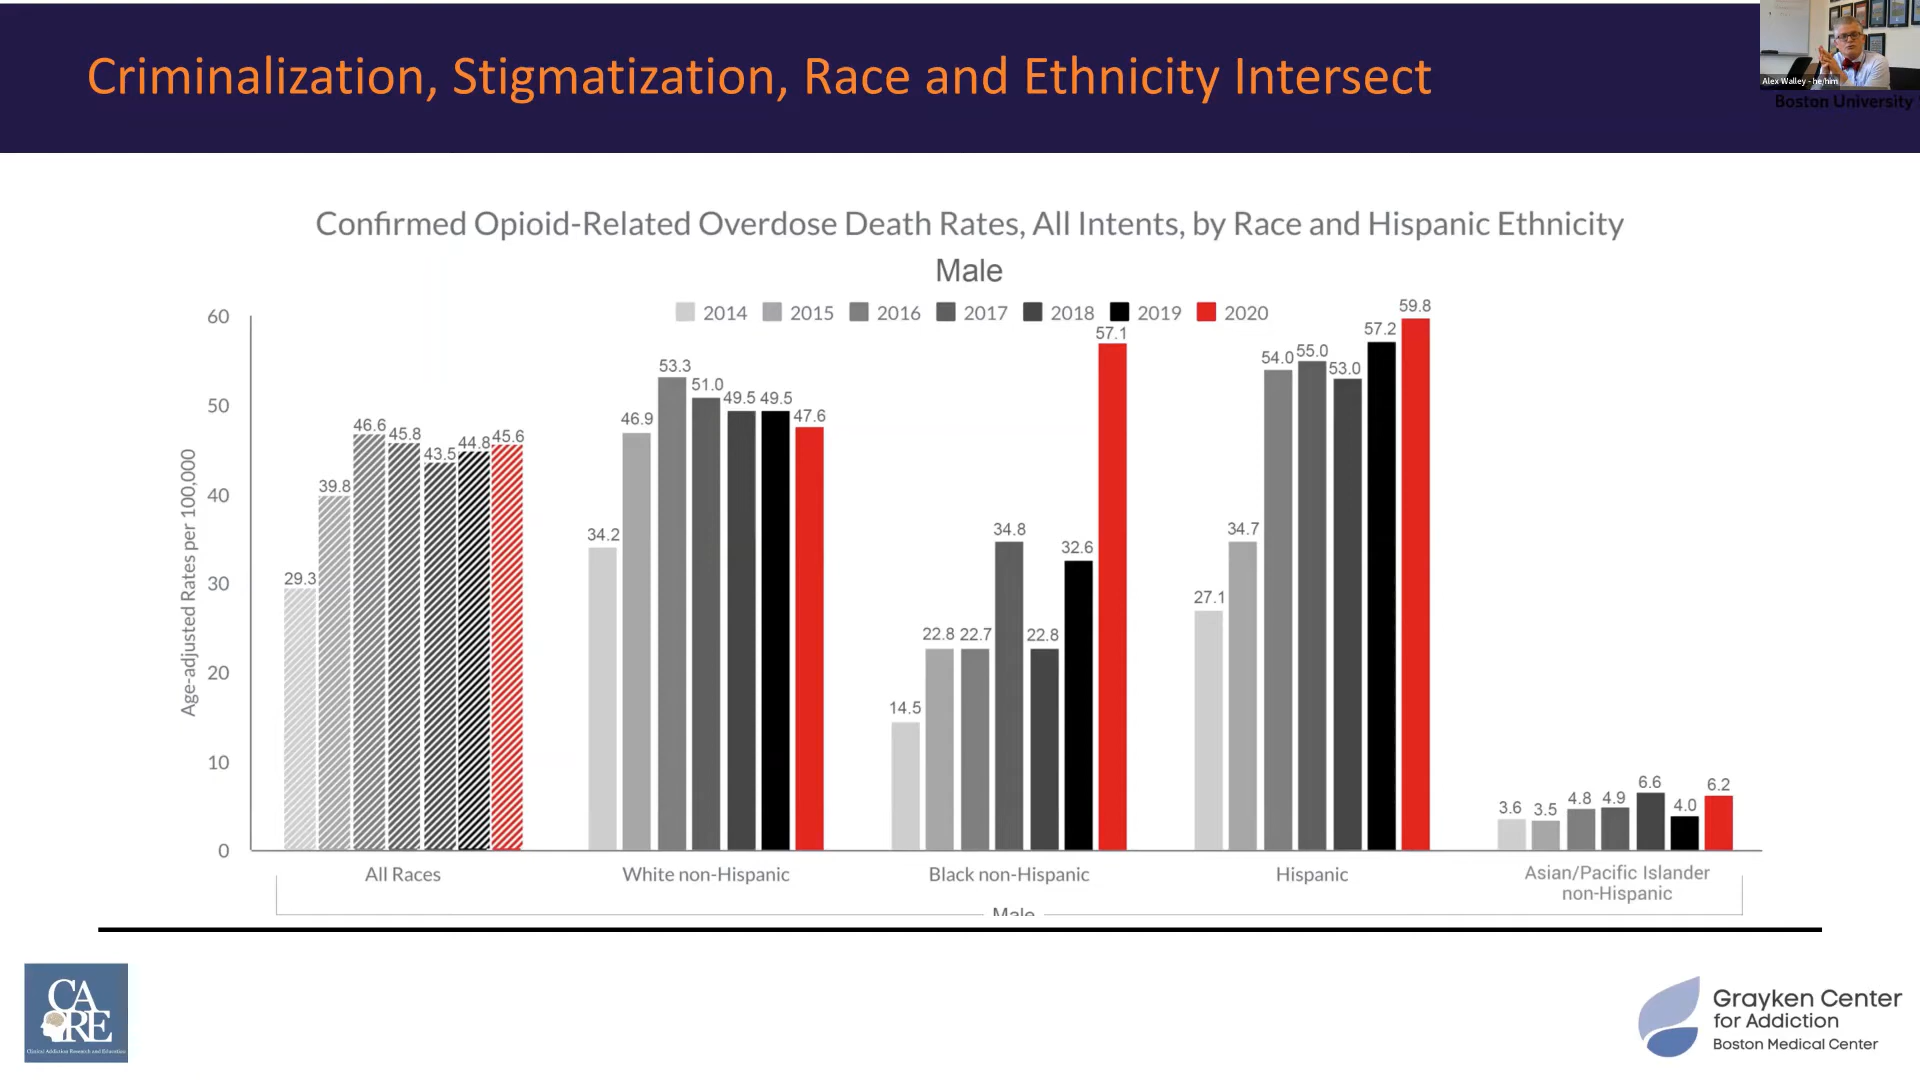 Criminalization, Stigmatization, Race and Ethnicity Intersect
Alex Walley - he/him
Boston University
Confirmed Opioid-Related Overdose Death Rates, All Intents, by Race and Hispanic Ethnicity
Male
2014 2015 2016 2017 2018 2019 2020
Age-adjusted Rates per 100,000
60
50
40
30
20
10
0
29.3 39.8 46.6 45.8 43.5 44.8 45.6
34.2 46.9 53.3 51.0 49.5 49.5 47.6
14.5 22.8 22.7 34.8 22.8 32.6 57.1
27.1 34.7 54.0 55.0 53.0 57.2 59.8
3.6 3.5 4.8 4.9 6.6 4.0 6.2
All Races
White non-Hispanic
Black non-Hispanic
Hispanic
Asian/Pacific Islander
non-Hispanic
Male
CA
RE
Clinical Addiction Research and Education
Grayken Center
for Addiction
Boston Medical Center